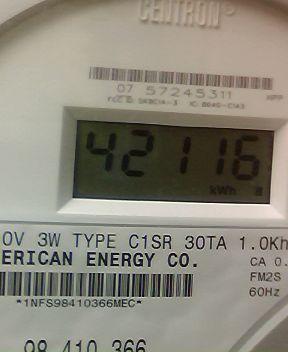 CENTRON®
07 57245311
42116
kWh
0V 3W TYPE C1SR 30TA 1.0Kh
ERICAN ENERGY CO.
CA 0.
FM2S
60Hz
*1NFS98410366MEC*
98 410 366